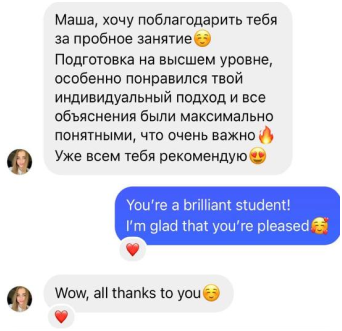 Маша, хочу поблагодарить тебя
за пробное занятие☺️
Подготовка на высшем уровне,
особенно понравился твой
индивидуальный подход и все
объяснения были максимально
понятными, что очень важно🔥
Уже всем тебя рекомендую😍
You’re a brilliant student!
I’m glad that you’re pleased🥰
Wow, all thanks to you☺️